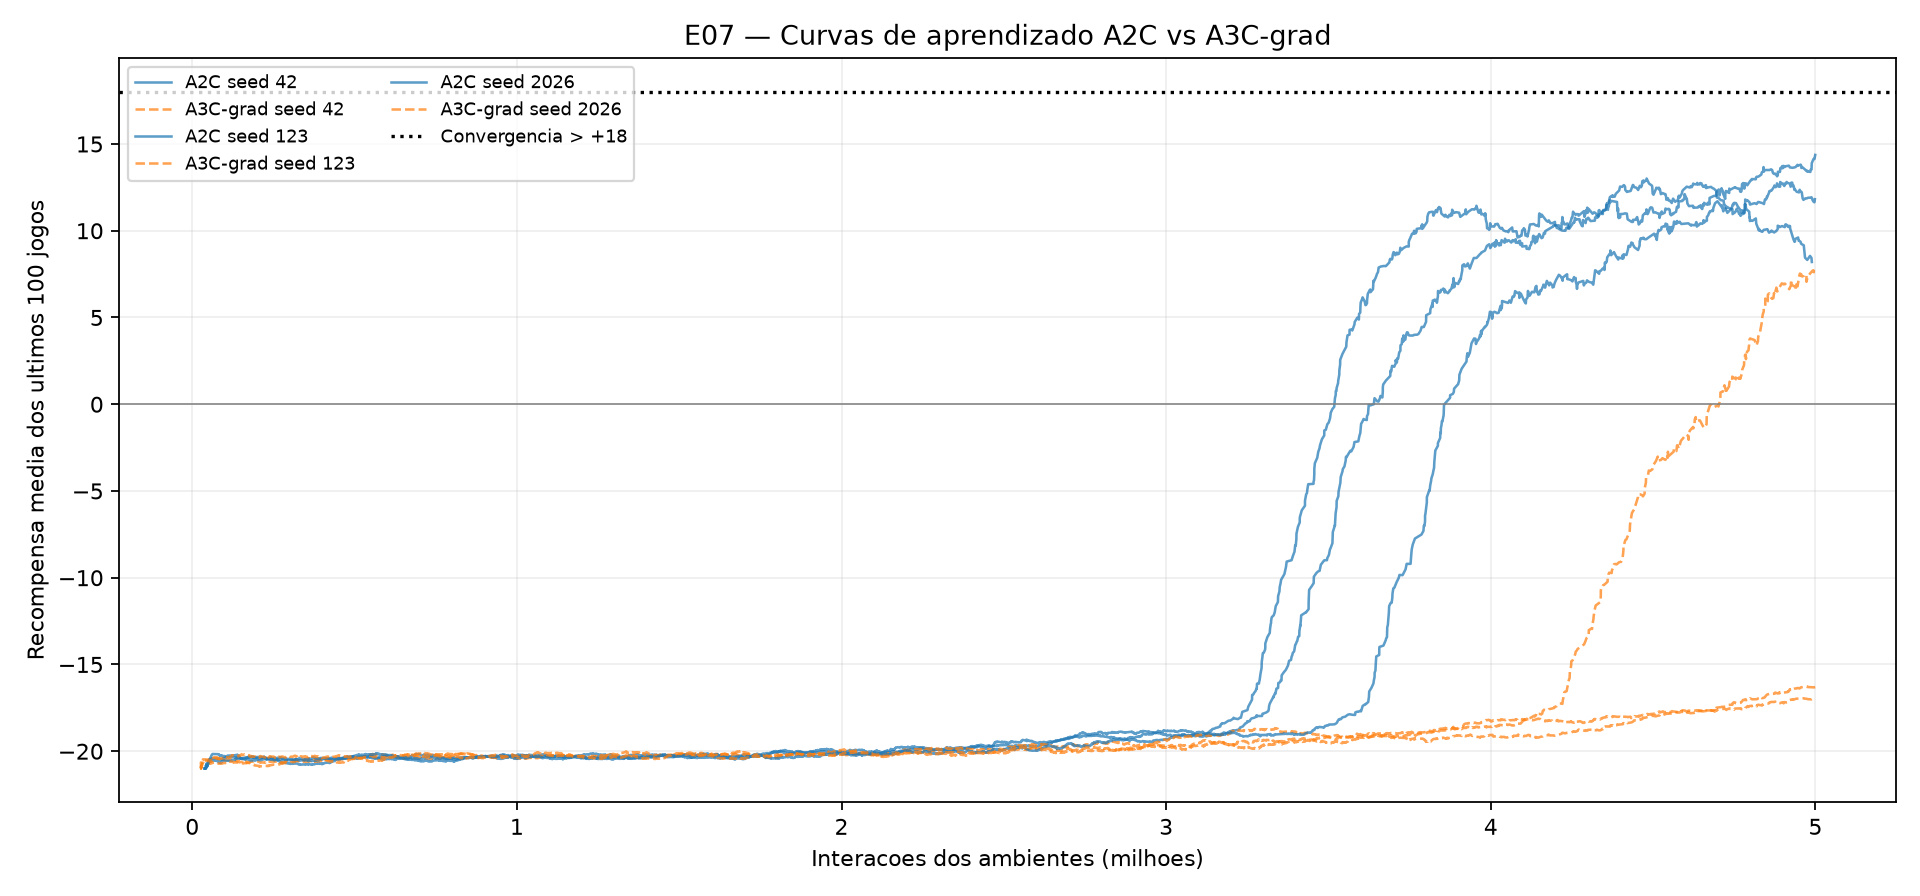 E07 — Curvas de aprendizado A2C vs A3C-grad
A2C seed 42
A3C-grad seed 42
A2C seed 123
A3C-grad seed 123
A2C seed 2026
A3C-grad seed 2026
Convergencia > +18
Recompensa media dos ultimos 100 jogos
15
10
5
0
−5
−10
−15
−20
0 1 2 3 4 5
Interacoes dos ambientes (milhoes)